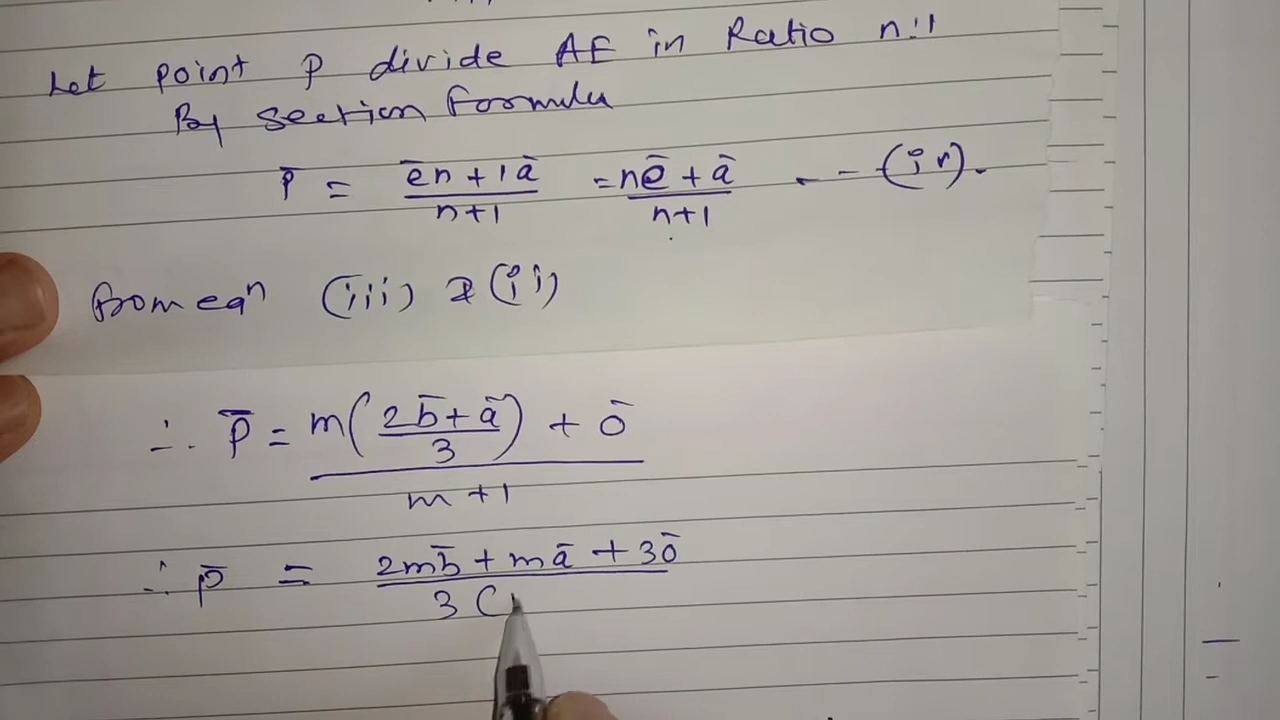 Let point P divide AE in Ratio n:1
By section Formula
p̄ = ēn + 1ā / n+1 = nē + ā / n+1 -- (iv).
From eqn (iii) & (ii)
∴ p̄ = m(2b̄ + ā / 3) + ō / m + 1
∴ p̄ = 2mb̄ + mā + 3ō / 3 (